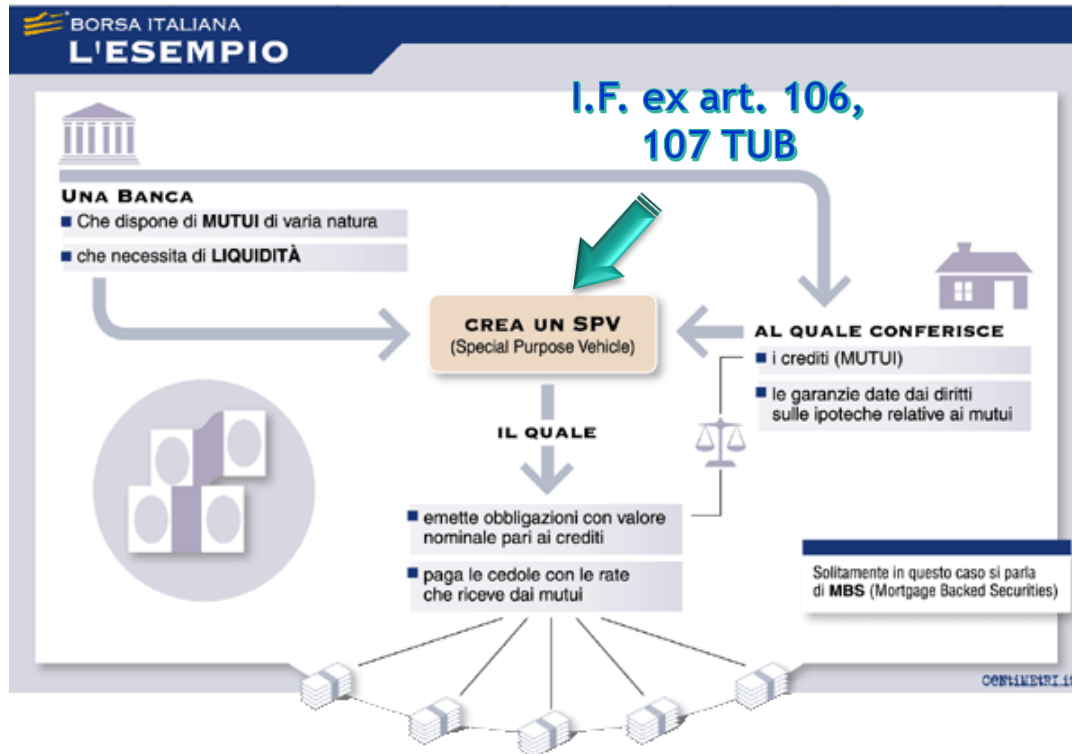 BORSA ITALIANA
L'ESEMPIO
I.F. ex art. 106,
107 TUB
UNA BANCA
Che dispone di MUTUI di varia natura
che necessita di LIQUIDITÀ
CREA UN SPV
(Special Purpose Vehicle)
AL QUALE CONFERISCE
i crediti (MUTUI)
le garanzie date dai diritti
sulle ipoteche relative ai mutui
IL QUALE
emette obbligazioni con valore
nominale pari ai crediti
paga le cedole con le rate
che riceve dai mutui
Solitamente in questo caso si parla
di MBS (Mortgage Backed Securities)
CENTIMETRI.it